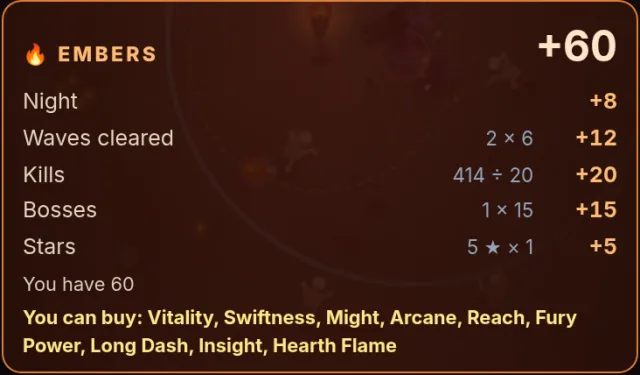 🔥 EMBERS +60
Night +8
Waves cleared 2 × 6 +12
Kills 414 ÷ 20 +20
Bosses 1 × 15 +15
Stars 5 ★ × 1 +5
You have 60
You can buy: Vitality, Swiftness, Might, Arcane, Reach, Fury
Power, Long Dash, Insight, Hearth Flame